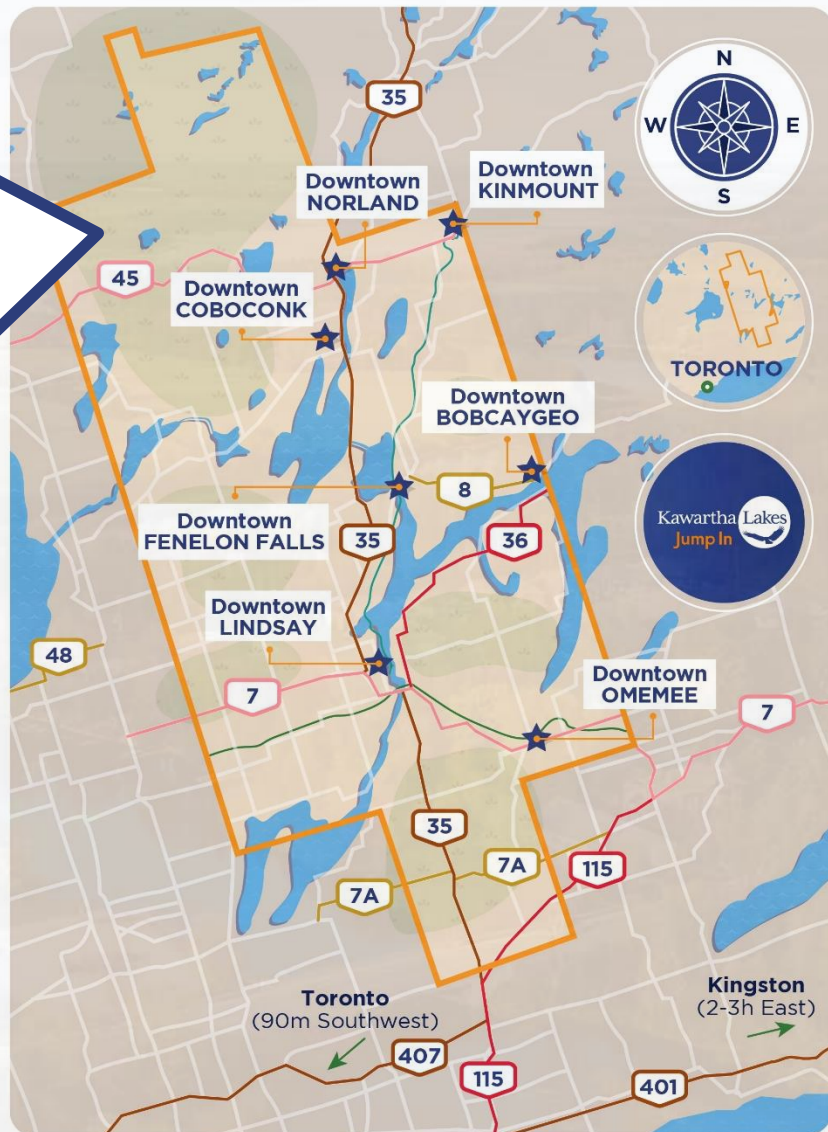 N
W E
S
35
Downtown
KINMOUNT
Downtown
NORLAND
45
Downtown
COBOCONK
TORONTO
Downtown
BOBCAYGEO
8
Kawartha Lakes
Jump In
Downtown
FENELON FALLS
35
36
Downtown
LINDSAY
48
7
Downtown
OMEMEE
7
35
7A
7A
115
Toronto
(90m Southwest)
Kingston
(2-3h East)
407
115
401